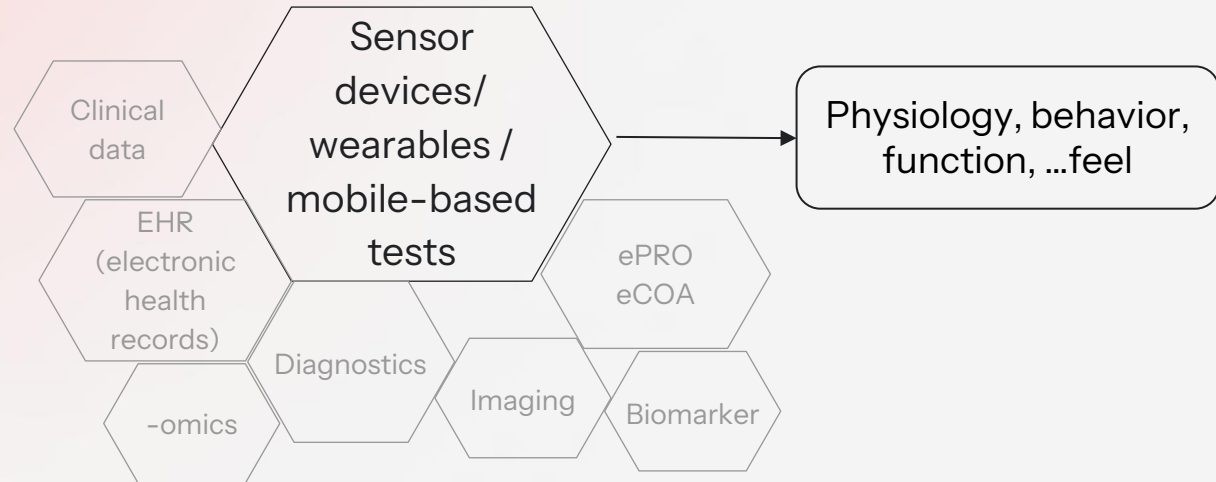 Sensor
devices/
wearables /
mobile-based
tests
Clinical
data
Physiology, behavior,
function, ...feel
EHR
(electronic
health
records)
ePRO
eCOA
Diagnostics
Imaging
Biomarker
-omics